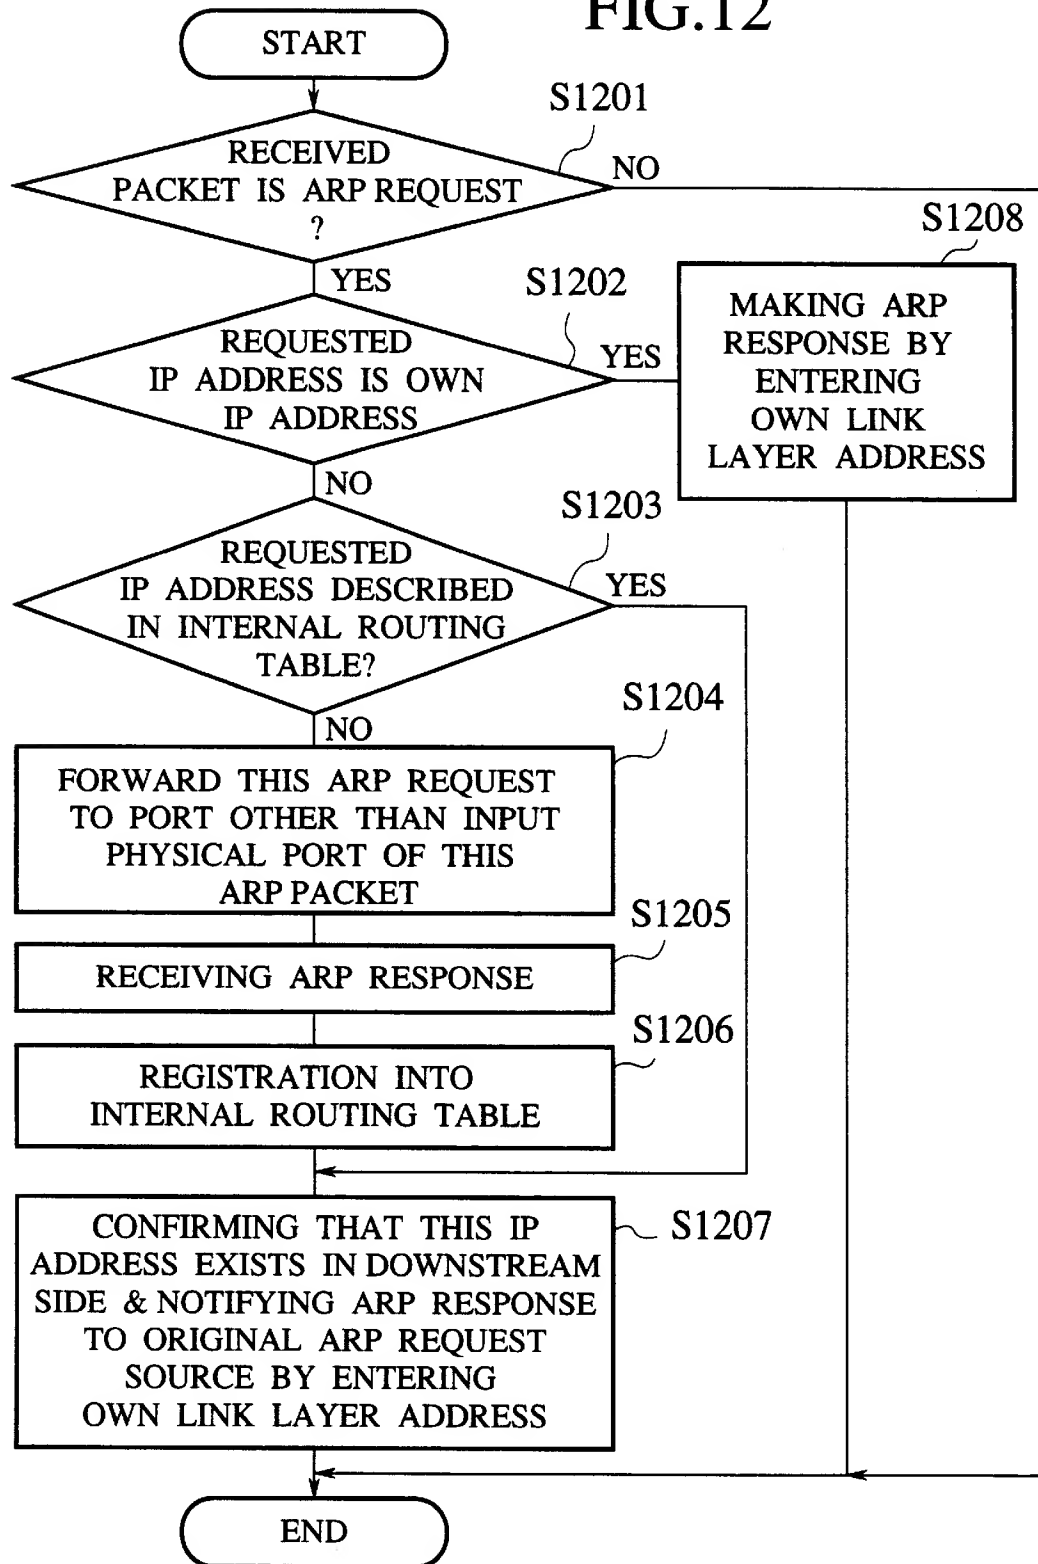 FIG.12
START
S1201
RECEIVED
PACKET IS ARP REQUEST
?
NO
YES
S1202
REQUESTED
IP ADDRESS IS OWN
IP ADDRESS
YES
S1208
MAKING ARP
RESPONSE BY
ENTERING
OWN LINK
LAYER ADDRESS
NO
S1203
REQUESTED
IP ADDRESS DESCRIBED
IN INTERNAL ROUTING
TABLE?
YES
NO
S1204
FORWARD THIS ARP REQUEST
TO PORT OTHER THAN INPUT
PHYSICAL PORT OF THIS
ARP PACKET
S1205
RECEIVING ARP RESPONSE
S1206
REGISTRATION INTO
INTERNAL ROUTING TABLE
S1207
CONFIRMING THAT THIS IP
ADDRESS EXISTS IN DOWNSTREAM
SIDE & NOTIFYING ARP RESPONSE
TO ORIGINAL ARP REQUEST
SOURCE BY ENTERING
OWN LINK LAYER ADDRESS
END